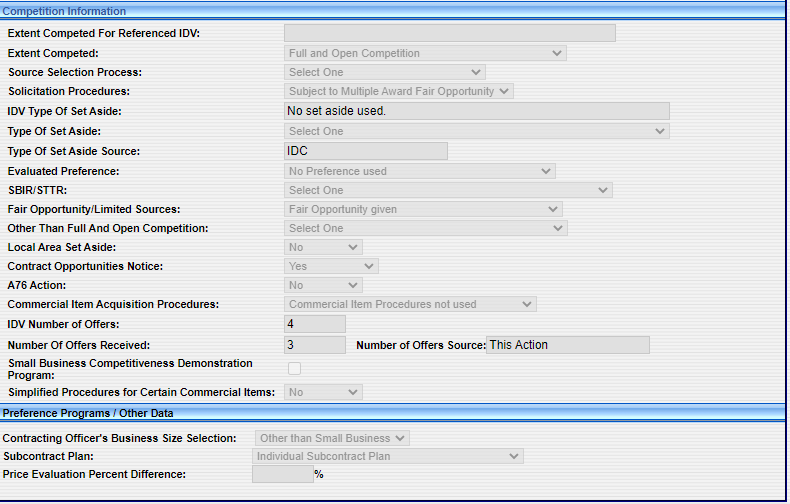 Competition Information
Extent Competed For Referenced IDV:
Extent Competed: Full and Open Competition
Source Selection Process: Select One
Solicitation Procedures: Subject to Multiple Award Fair Opportunity
IDV Type Of Set Aside: No set aside used.
Type Of Set Aside: Select One
Type Of Set Aside Source: IDC
Evaluated Preference: No Preference used
SBIR/STTR: Select One
Fair Opportunity/Limited Sources: Fair Opportunity given
Other Than Full And Open Competition: Select One
Local Area Set Aside: No
Contract Opportunities Notice: Yes
A76 Action: No
Commercial Item Acquisition Procedures: Commercial Item Procedures not used
IDV Number of Offers: 4
Number Of Offers Received: 3 Number of Offers Source: This Action
Small Business Competitiveness Demonstration
Program:
Simplified Procedures for Certain Commercial Items: No
Preference Programs / Other Data
Contracting Officer's Business Size Selection: Other than Small Business
Subcontract Plan: Individual Subcontract Plan
Price Evaluation Percent Difference: %